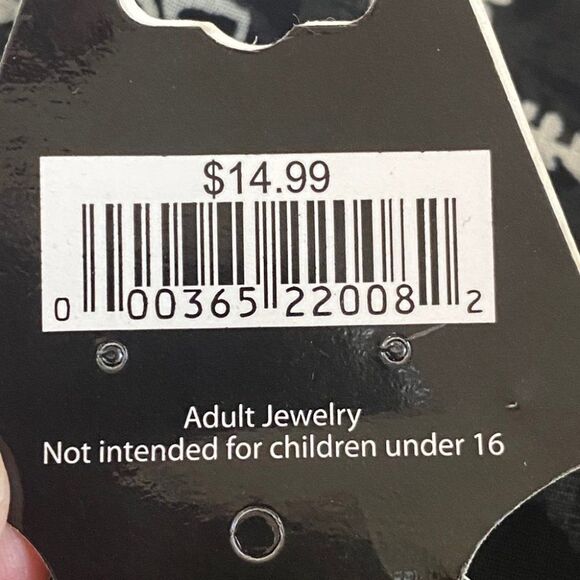 $14.99
0 00365 22008 2
Adult Jewelry
Not intended for children under 16